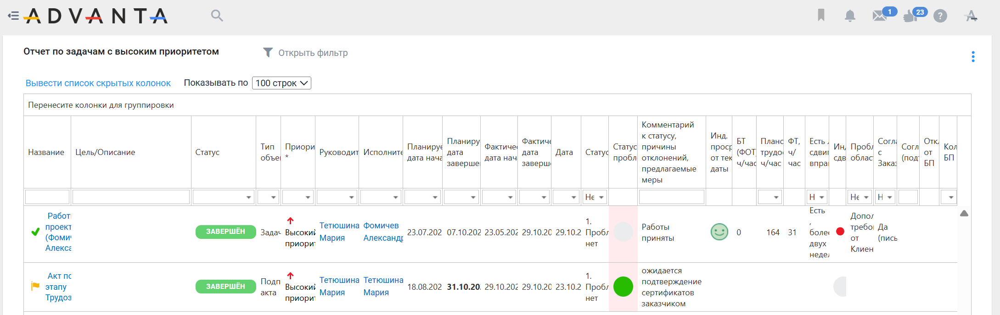 ADVANTA
1
23
?
Отчет по задачам с высоким приоритетом
Открыть фильтр
Вывести список скрытых колонок
Показывать по
100 строк
Перенесите колонки для группировки
Название
Цель/Описание
Статус
Тип
объе
Приори
*
Руководит
Исполните
Планируе
дата нача
Планиру
дата
заверше
Фактичес
дата нач
Фактиче
дата
заверш
Дата
Статус
Статус
пробл
Комментарий
к статусу,
причины
отклонений,
предлагаемые
меры
Инд.
проср
от тек
даты
БТ
(ФОТ
ч/час
Плано
трудо
ч/час
ФТ,
ч/
час
Есть
сдвиг
вправ
Ин
сдв
Пробл
област
Согла
с
Заказ
Согл
(под
Откл
от
БП
Кол
БП
Не
Н
Не
Н
Работ
проект
(Фомич
Алекса
ЗАВЕРШЁН
Задач
Высокий
приорит
Тетюшина
Мария
Фомичев
Александр
23.07.202
07.10.202
23.05.202
29.10.20
29.10.2
1.
Пробл
нет
Работы
приняты
0
164
31
Есть
,
более
двух
недел
Допол
требо
от
Клиен
Да
(пись
Акт по
этапу
Трудоз
ЗАВЕРШЁН
Подп
акта
Высокий
приорит
Тетюшина
Мария
Тетюшина
Мария
18.08.202
31.10.20
29.10.202
29.10.20
23.10.2
1.
Пробл
нет
ожидается
подтверждение
сертификатов
заказчиком